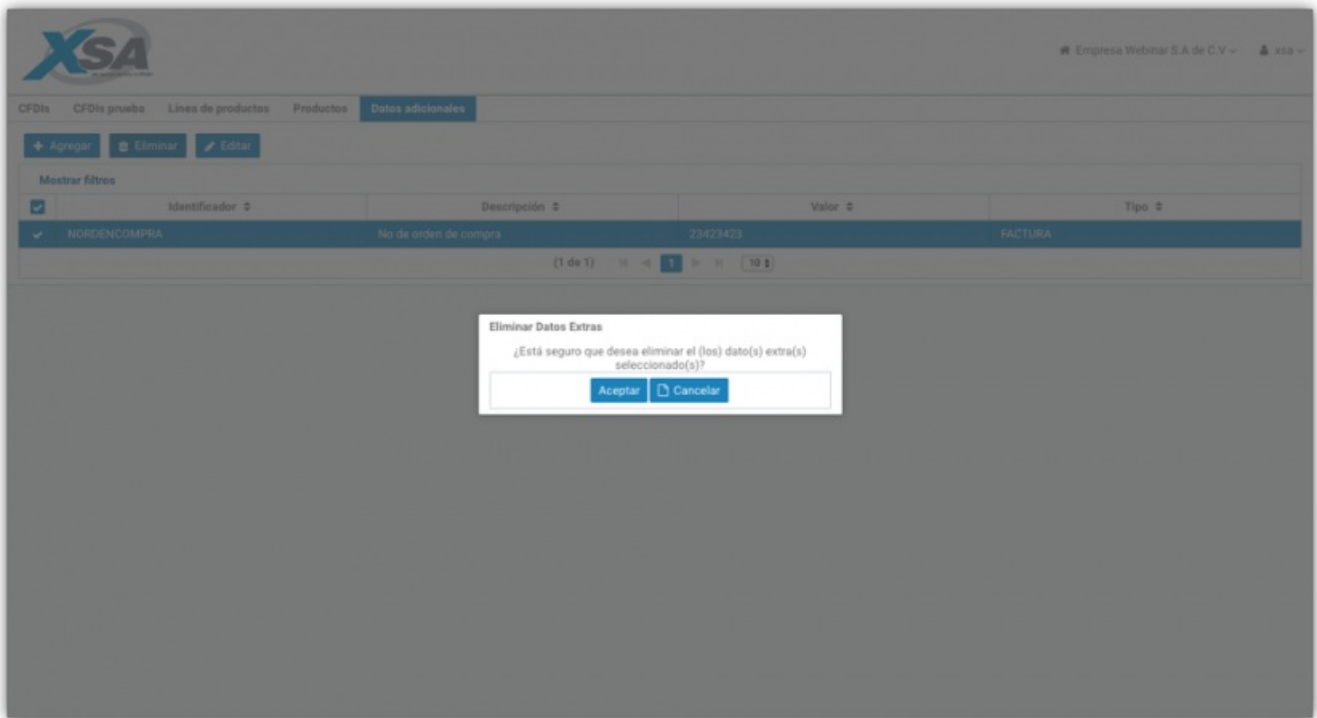 XSA
Empresa Webinar S.A de C.V
xsa
CFDIs CFDIs prueba Linea de productos Productos Datos adicionales
Agregar Eliminar Editar
Mostrar filtros
Identificador Descripción Valor Tipo
NORDENCOMPRA No de orden de compra 23423423 FACTURA
(1 de 1) 1 10
Eliminar Datos Extras
¿Está seguro que desea eliminar el (los) dato(s) extra(s)
seleccionado(s)?
Aceptar Cancelar